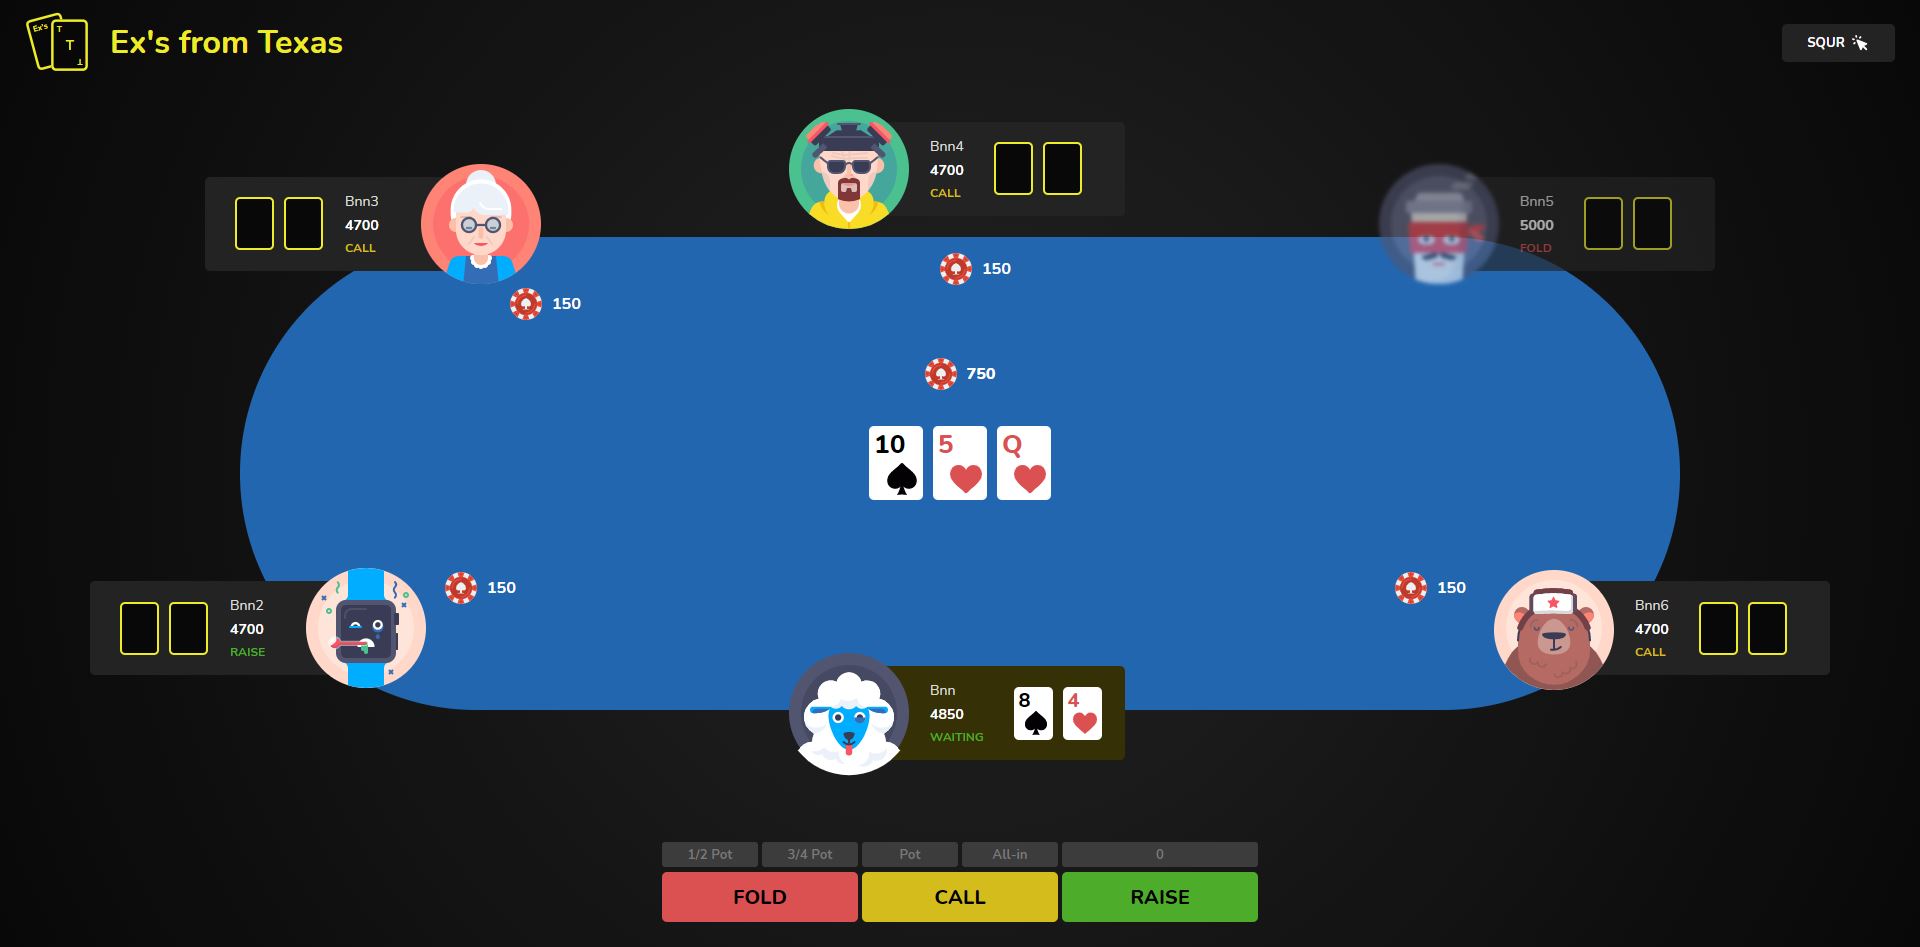 Ex's
T
T
T
Ex's from Texas
SQUR
Bnn4
4700
CALL
Bnn3
4700
CALL
Bnn5
5000
FOLD
150
150
750
10
5
Q
150
150
Bnn2
4700
RAISE
Bnn6
4700
CALL
Bnn
4850
WAITING
8
4
1/2 Pot
3/4 Pot
Pot
All-in
0
FOLD
CALL
RAISE